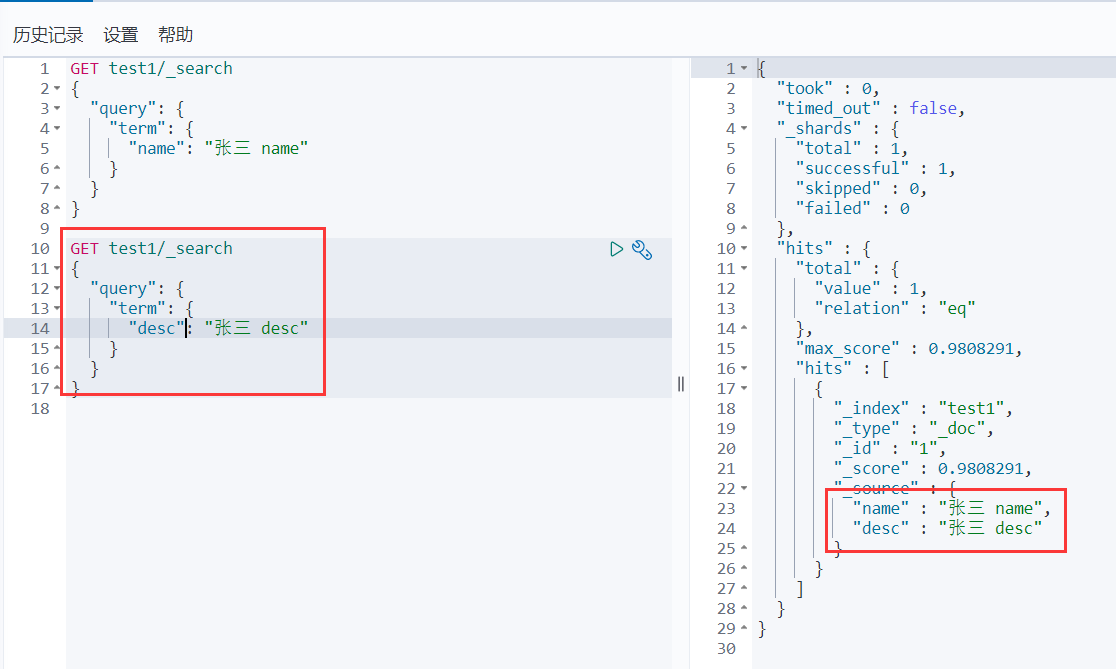 历史记录 设置 帮助
1 GET test1/_search
2 {
3 "query": {
4 "term": {
5 "name": "张三 name"
6 }
7 }
8 }
9
10 GET test1/_search
11 {
12 "query": {
13 "term": {
14 "desc": "张三 desc"
15 }
16 }
17 }
18
1 {
2 "took" : 0,
3 "timed_out" : false,
4 "_shards" : {
5 "total" : 1,
6 "successful" : 1,
7 "skipped" : 0,
8 "failed" : 0
9 },
10 "hits" : {
11 "total" : {
12 "value" : 1,
13 "relation" : "eq"
14 },
15 "max_score" : 0.9808291,
16 "hits" : [
17 {
18 "_index" : "test1",
19 "_type" : "_doc",
20 "_id" : "1",
21 "_score" : 0.9808291,
22 "_source" : {
23 "name" : "张三 name",
24 "desc" : "张三 desc"
25 }
26 }
27 ]
28 }
29 }
30